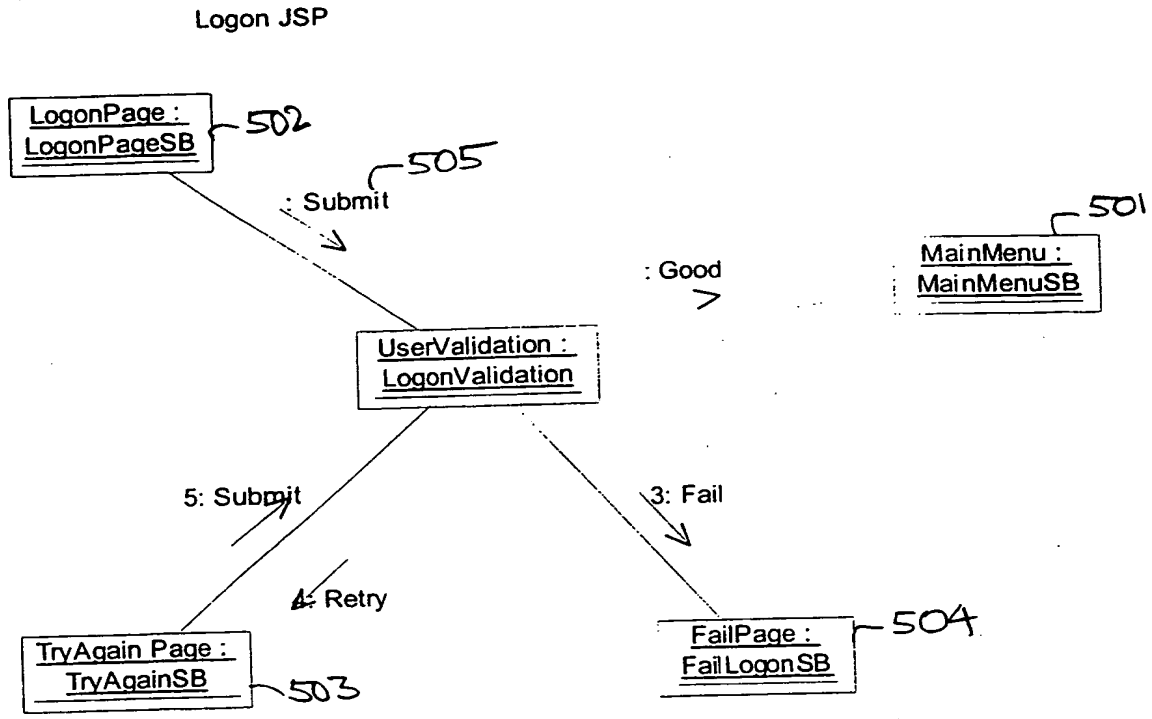 Logon JSP
LogonPage :
LogonPageSB
502
505
: Submit
501
MainMenu :
MainMenuSB
: Good
UserValidation :
LogonValidation
5: Submit
3: Fail
4: Retry
TryAgain Page :
TryAgainSB
503
FailPage :
FailLogonSB
504